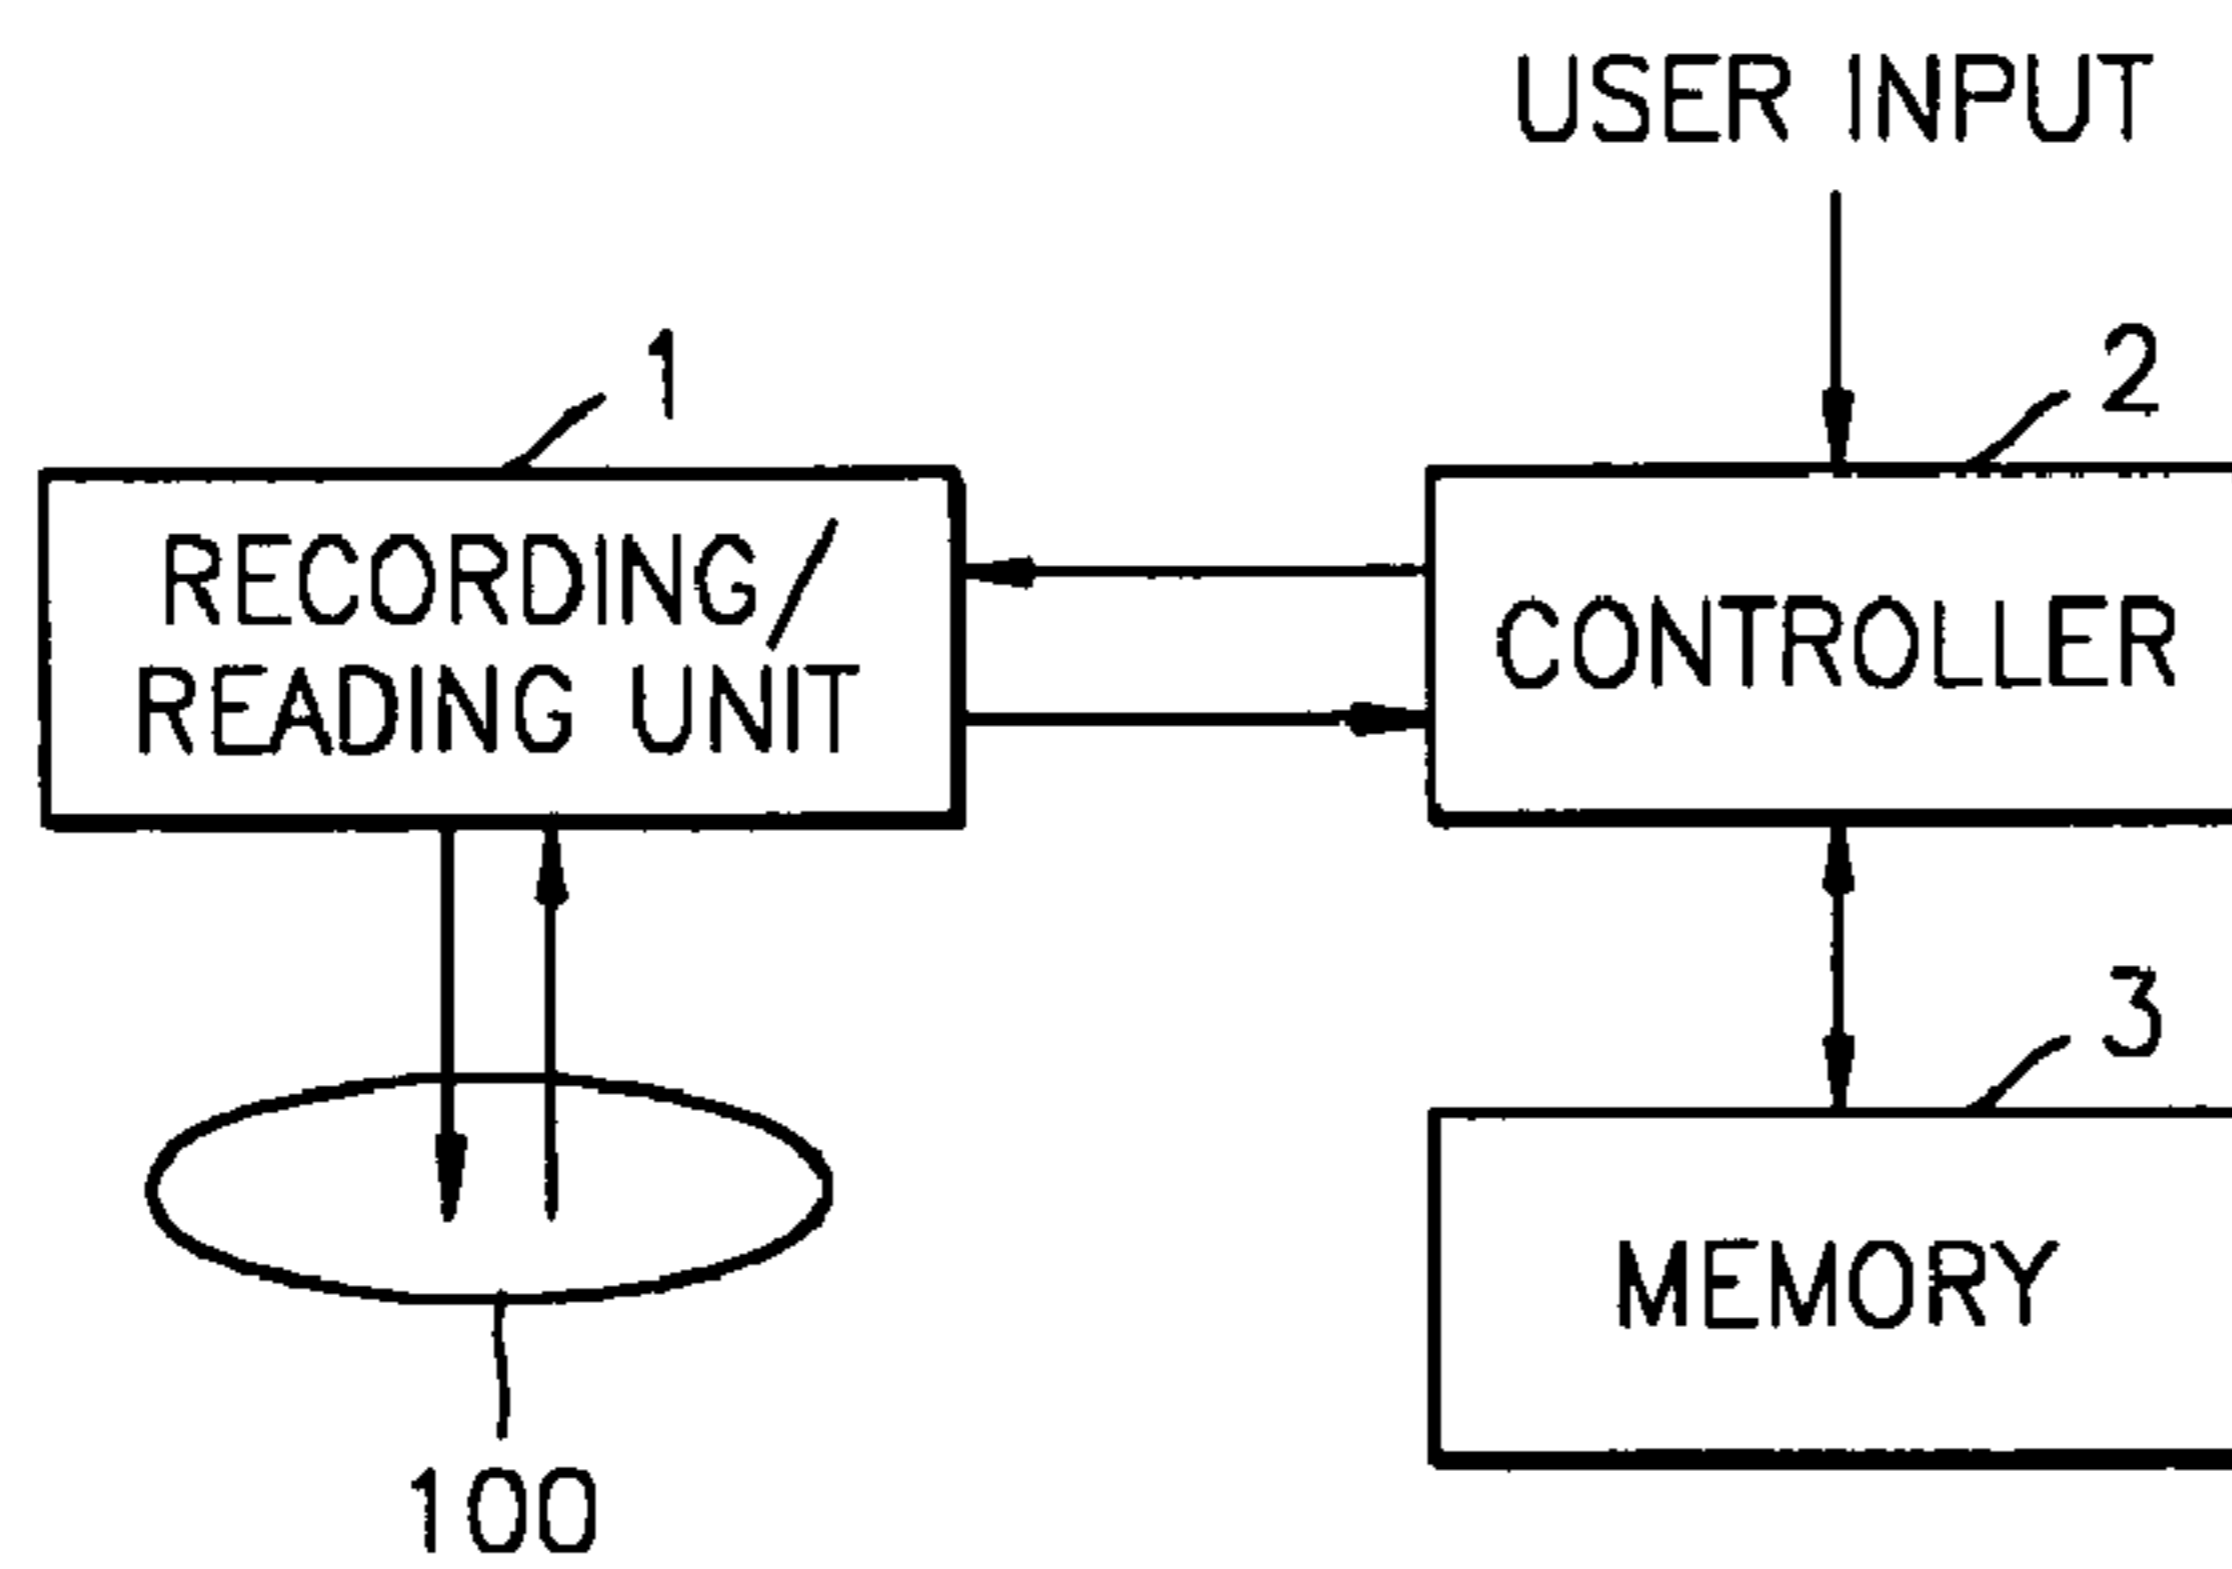 USER INPUT
1
2
RECORDING/
READING UNIT
CONTROLLER
3
MEMORY
100